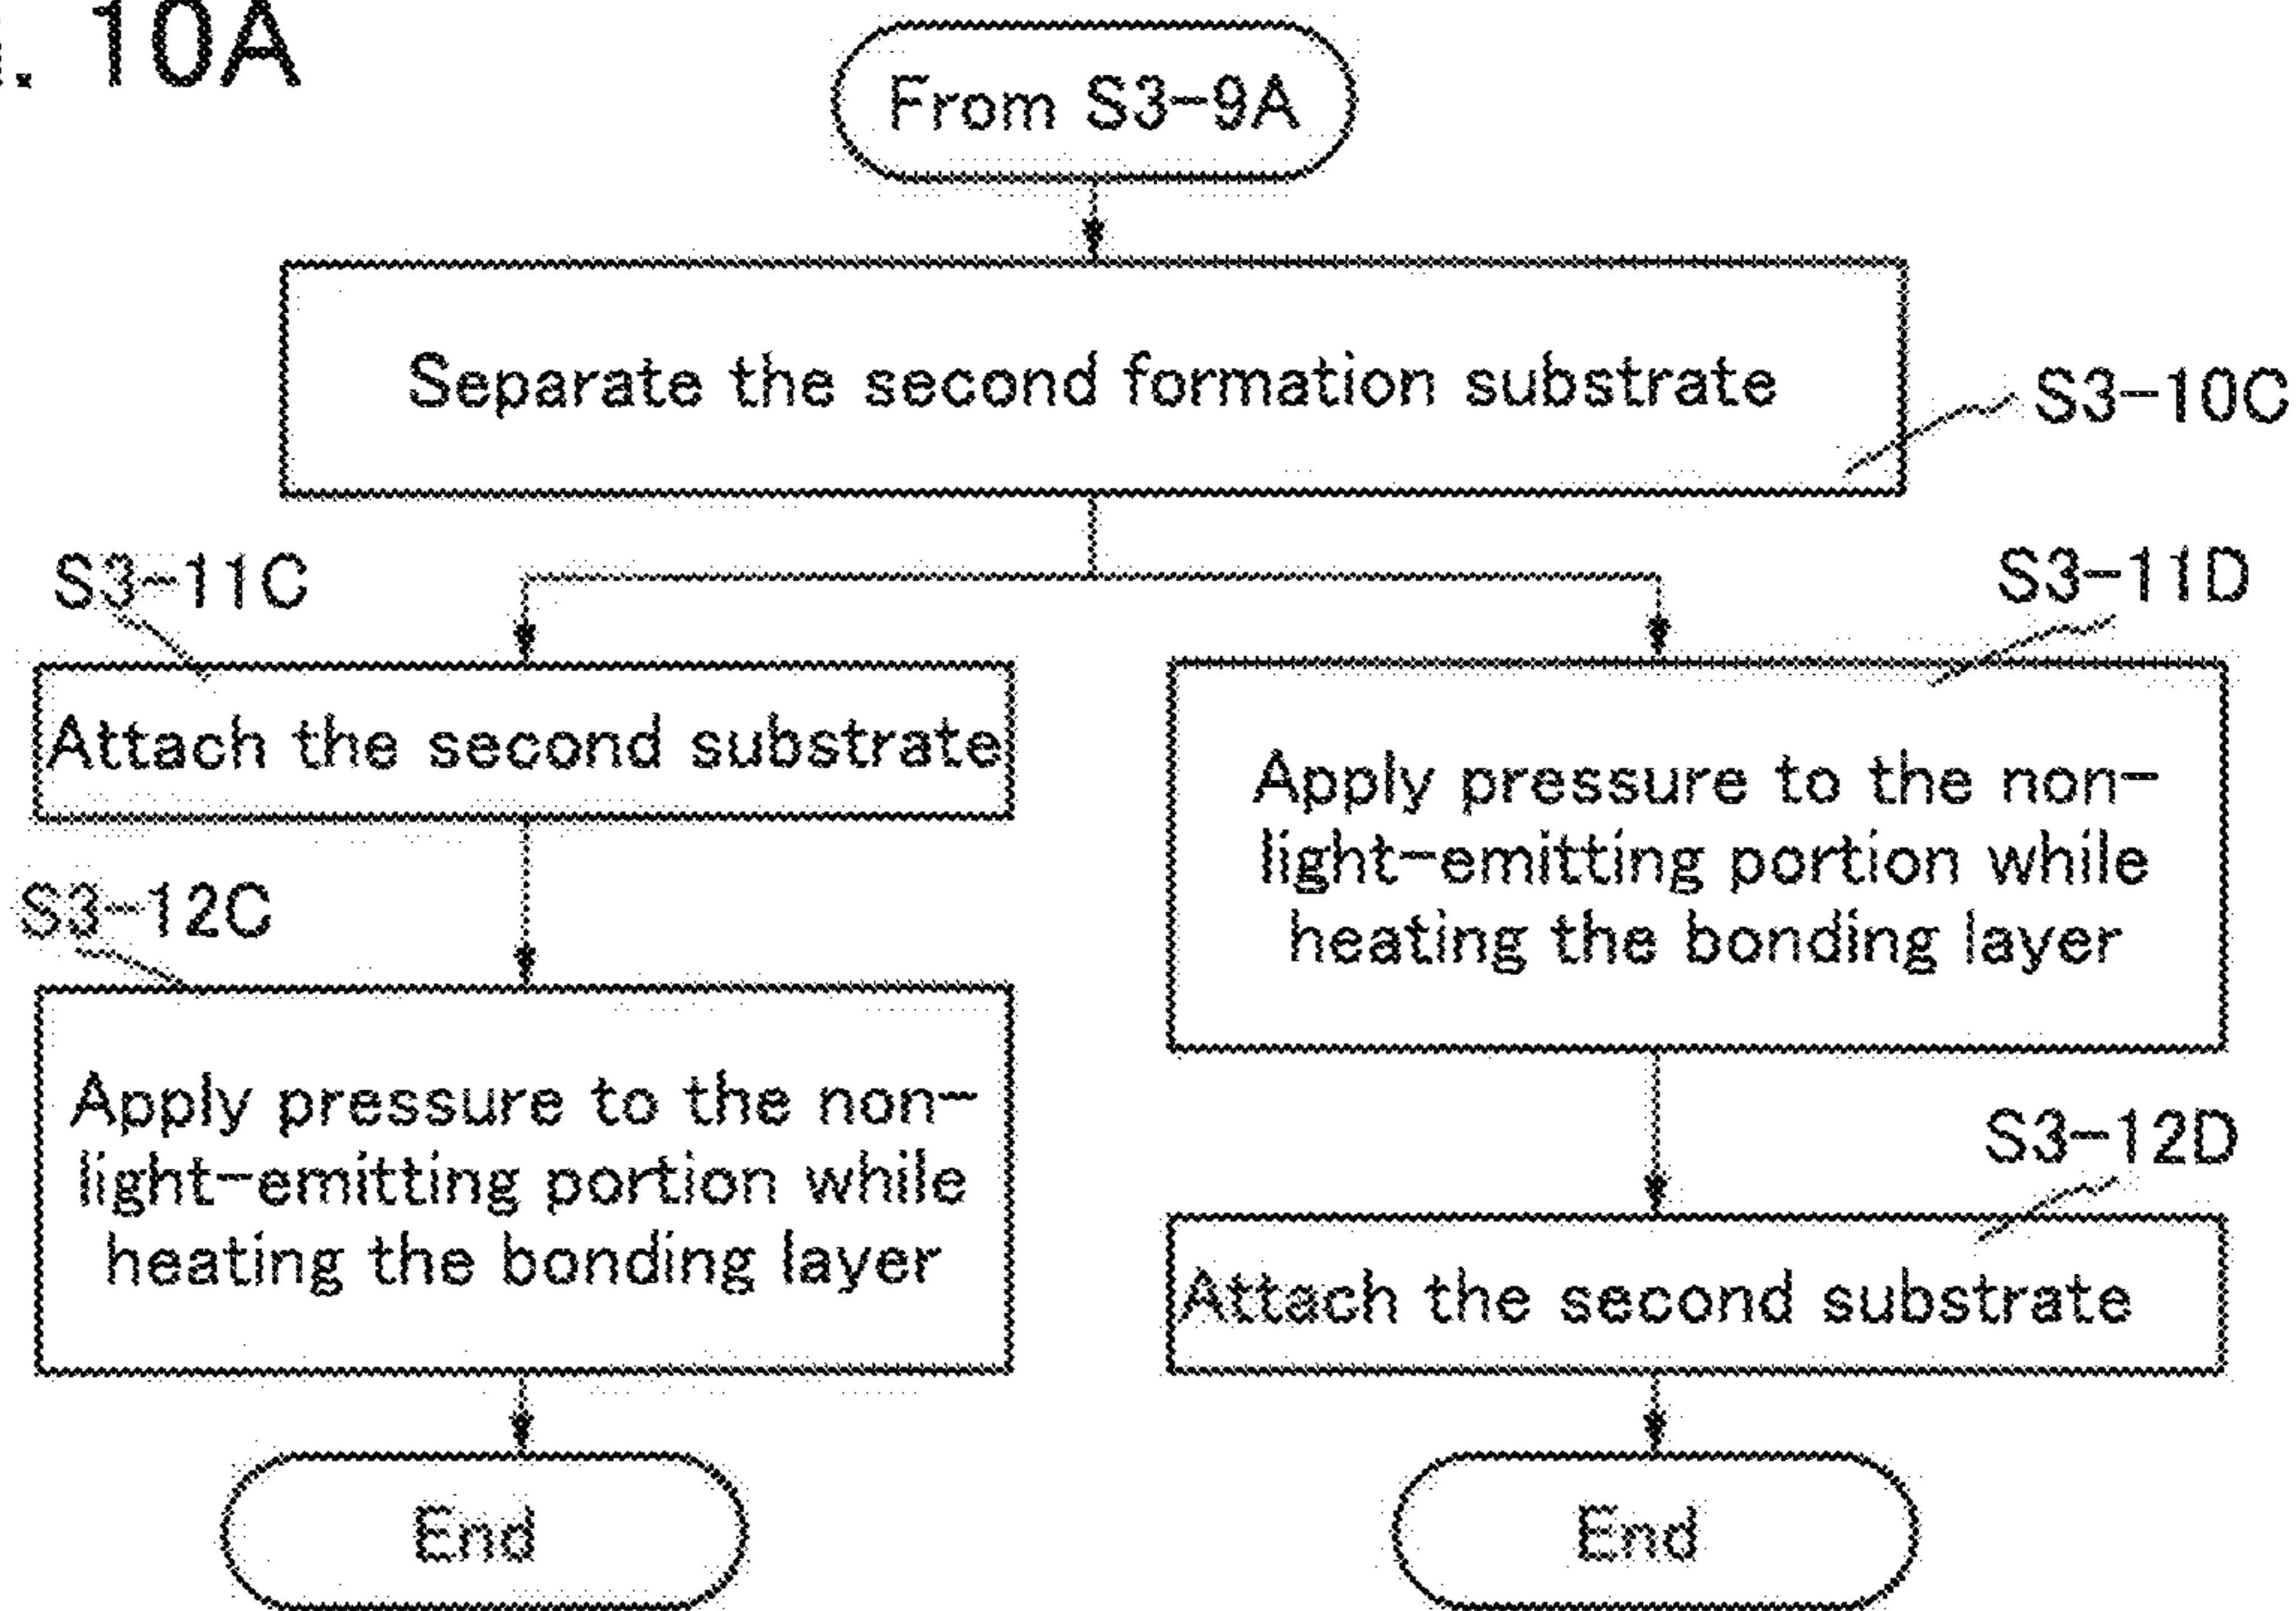 . 10A
From S3-9A
Separate the second formation substrate
S3-10C
S3-11C
S3-11D
Attach the second substrate
Apply pressure to the non-
light-emitting portion while
heating the bonding layer
S3-12C
Apply pressure to the non-
light-emitting portion while
heating the bonding layer
S3-12D
Attach the second substrate
End
End